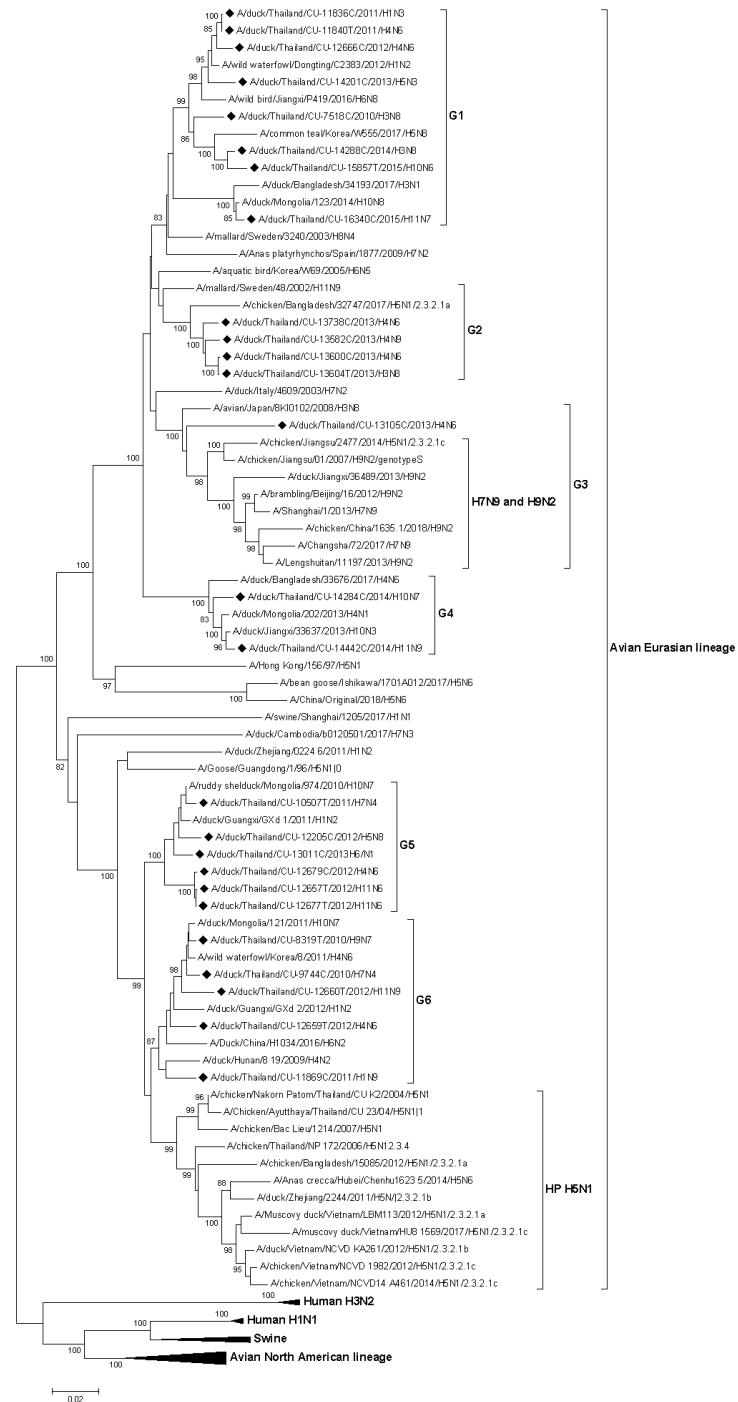 100
A/duck/Thailand/CU-11836C/2011/H1N3
85
A/duck/Thailand/CU-11840T/2011/H4N6
A/duck/Thailand/CU-12666C/2012/H4N6
95
A/wild waterfowl/Dongting/C2383/2012/H1N2
98
A/duck/Thailand/CU-14201C/2013/H5N3
99
A/wild bird/Jiangxi/P419/2016/H6N8
A/duck/Thailand/CU-7518C/2010/H3N8
G1
86
A/common teal/Korea/W555/2017/H5N8
100
A/duck/Thailand/CU-14288C/2014/H3N8
100
A/duck/Thailand/CU-15857T/2015/H10N6
A/duck/Bangladesh/34193/2017/H3N1
100
A/duck/Mongolia/123/2014/H10N8
85
A/duck/Thailand/CU-16340C/2015/H11N7
83
A/mallard/Sweden/3240/2003/H8N4
A/Anas platyrhynchos/Spain/1877/2009/H7N2
A/aquatic bird/Korea/W69/2005/H6N5
A/mallard/Sweden/48/2002/H11N9
A/chicken/Bangladesh/32747/2017/H5N1/2.3.2.1a
A/duck/Thailand/CU-13738C/2013/H4N6
G2
100
A/duck/Thailand/CU-13582C/2013/H4N9
A/duck/Thailand/CU-13600C/2013/H4N6
100
A/duck/Thailand/CU-13604T/2013/H3N8
A/duck/Italy/4609/2003/H7N2
A/avian/Japan/8KI0102/2008/H3N8
A/duck/Thailand/CU-13105C/2013/H4N6
100
A/chicken/Jiangsu/2477/2014/H5N1/2.3.2.1c
100
A/chicken/Jiangsu/01/2007/H9N2/genotypeS
100
98
A/duck/Jiangxi/36489/2013/H9N2
G3
H7N9 and H9N2
99
A/brambling/Beijing/16/2012/H9N2
100
A/Shanghai/1/2013/H7N9
98
A/chicken/China/1635.1/2018/H9N2
98
A/Changsha/72/2017/H7N9
A/Lengshuitan/11197/2013/H9N2
100
A/duck/Bangladesh/33676/2017/H4N6
A/duck/Thailand/CU-14284C/2014/H10N7
100
G4
83
A/duck/Mongolia/202/2013/H4N1
100
A/duck/Jiangxi/33637/2013/H10N3
96
A/duck/Thailand/CU-14442C/2014/H11N9
Avian Eurasian lineage
100
A/Hong Kong/156/97/H5N1
97
A/bean goose/Ishikawa/1701A012/2017/H5N6
100
A/China/Original/2018/H5N6
A/swine/Shanghai/1205/2017/H1N1
A/duck/Cambodia/b0120501/2017/H7N3
82
A/duck/Zhejiang/0224 6/2011/H1N2
A/Goose/Guangdong/1/96/H5N1|0
A/ruddy shelduck/Mongolia/974/2010/H10N7
A/duck/Thailand/CU-10507T/2011/H7N4
A/duck/Guangxi/GXd 1/2011/H1N2
A/duck/Thailand/CU-12205C/2012/H5N8
G5
100
A/duck/Thailand/CU-13011C/2013H6/N1
100
A/duck/Thailand/CU-12679C/2012/H4N6
A/duck/Thailand/CU-12657T/2012/H11N6
100
A/duck/Thailand/CU-12677T/2012/H11N6
A/duck/Mongolia/121/2011/H10N7
A/duck/Thailand/CU-8319T/2010/H9N7
A/wild waterfowl/Korea/8/2011/H4N6
98
A/duck/Thailand/CU-9744C/2010/H7N4
99
A/duck/Thailand/CU-12660T/2012/H11N9
G6
A/duck/Guangxi/GXd 2/2012/H1N2
A/duck/Thailand/CU-12659T/2012/H4N6
87
A/Duck/China/H1034/2016/H6N2
A/duck/Hunan/8 19/2009/H4N2
A/duck/Thailand/CU-11869C/2011/H1N9
96
A/chicken/Nakorn Patom/Thailand/CU K2/2004/H5N1
99
A/Chicken/Ayutthaya/Thailand/CU 23/04/H5N1|1
A/chicken/Bac Lieu/1214/2007/H5N1
99
A/chicken/Thailand/NP 172/2006/H5N12.3.4
99
A/chicken/Bangladesh/15085/2012/H5N1/2.3.2.1a
88
A/Anas crecca/Hubei/Chenhu1623 5/2014/H5N6
HP H5N1
A/duck/Zhejiang/2244/2011/H5N/|2.3.2.1b
100
A/Muscovy duck/Vietnam/LBM113/2012/H5N1/2.3.2.1a
A/muscovy duck/Vietnam/HU8 1569/2017/H5N1/2.3.2.1c
98
A/duck/Vietnam/NCVD KA261/2012/H5N1/2.3.2.1b
95
A/chicken/Vietnam/NCVD 1982/2012/H5N1/2.3.2.1c
A/chicken/Vietnam/NCVD14 A461/2014/H5N1/2.3.2.1c
100
Human H3N2
100
Human H1N1
100
Swine
100
Avian North American lineage
100
0.02